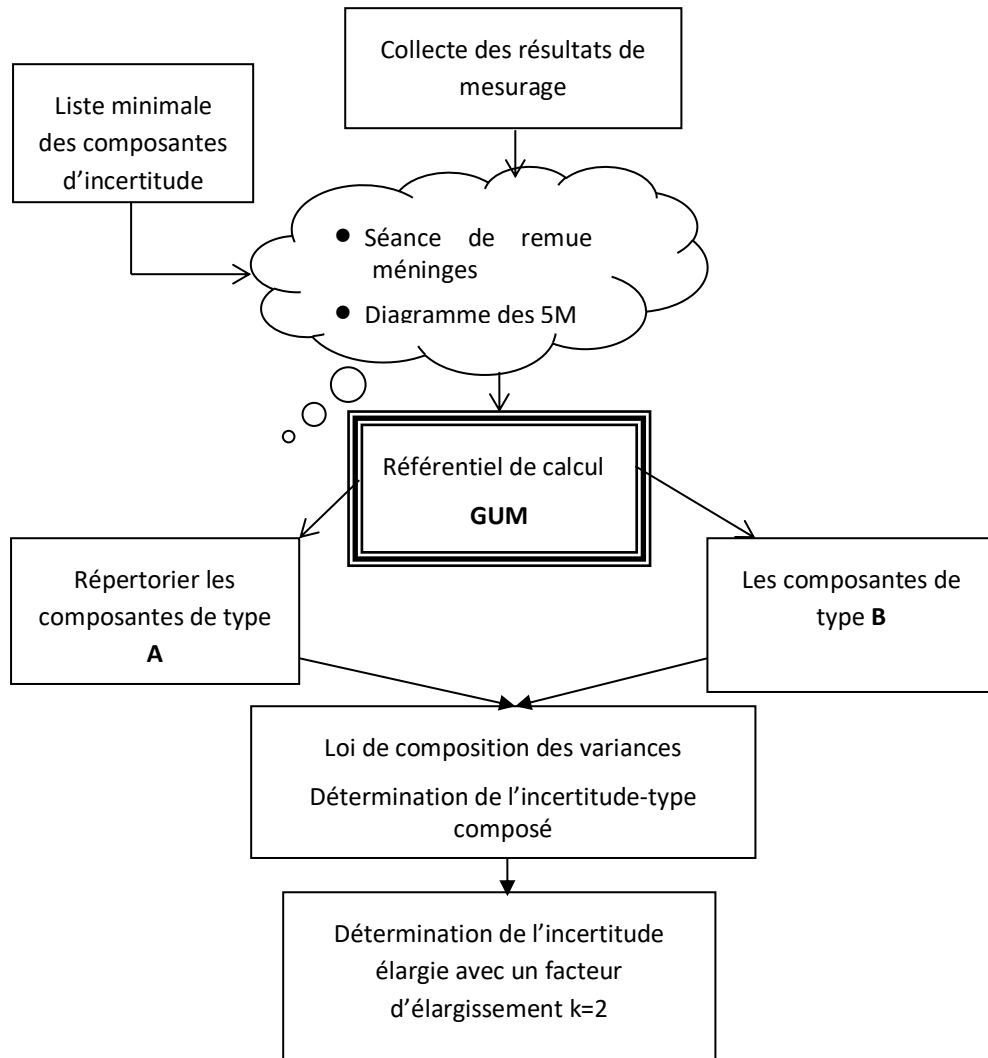 Collecte des résultats de
mesurage
Liste minimale
des composantes
d’incertitude
● Séance de remue
méninges
● Diagramme des 5M
Référentiel de calcul
GUM
Répertorier les
composantes de type
A
Les composantes de
type B
Loi de composition des variances
Détermination de l’incertitude-type
composé
Détermination de l’incertitude
élargie avec un facteur
d’élargissement k=2